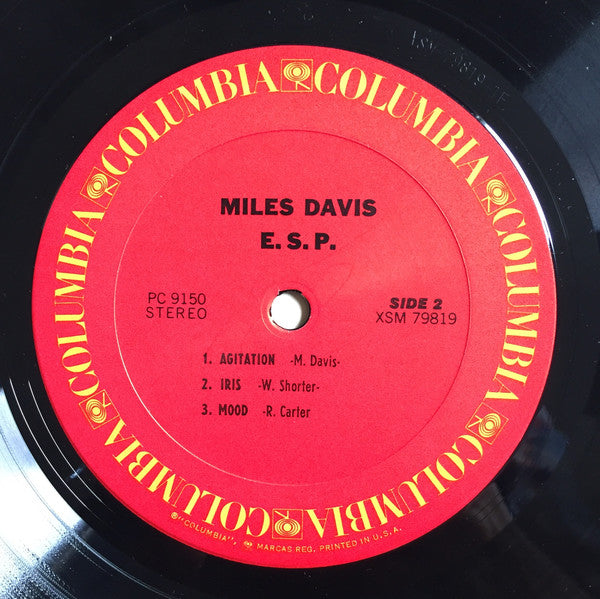 COLUMBIA COLUMBIA COLUMBIA COLUMBIA COLUMBIA COLUMBIA
MILES DAVIS
E. S. P.
PC 9150
STEREO
SIDE 2
XSM 79819
1. AGITATION -M. Davis-
2. IRIS -W. Shorter-
3. MOOD -R. Carter
®"COLUMBIA", MARCAS REG. PRINTED IN U.S.A.